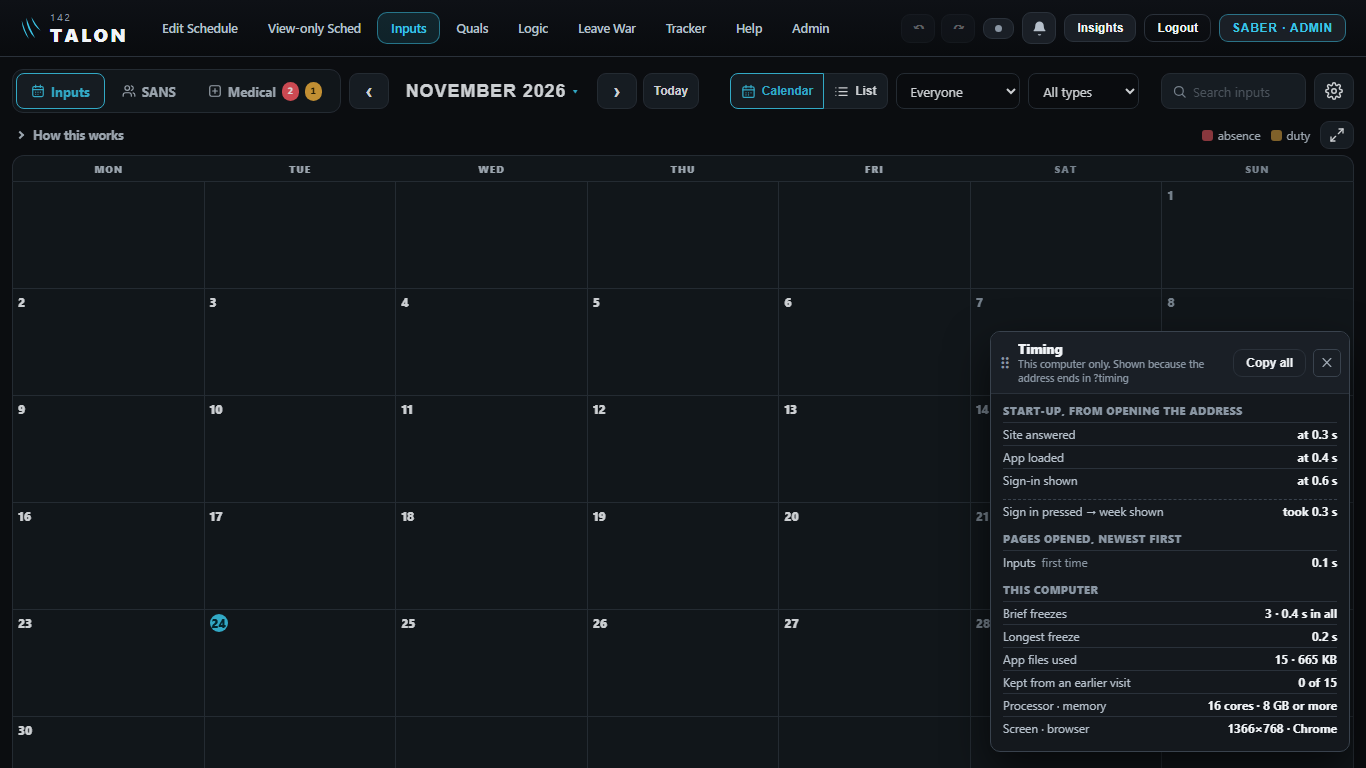 142
TALON
Edit Schedule
View-only Sched
Inputs
Quals
Logic
Leave War
Tracker
Help
Admin
Insights
Logout
SABER · ADMIN
Inputs
SANS
Medical 2 1
‹
NOVEMBER 2026
›
Today
Calendar
List
Everyone
All types
Search inputs
How this works
absence
duty
MON TUE WED THU FRI SAT SUN
1
2 3 4 5 6 7 8
9 10 11 12 13 14
16 17 18 19 20 21
23 24 25 26 27 28
30
Timing
This computer only. Shown because the
address ends in ?timing
Copy all
START-UP, FROM OPENING THE ADDRESS
Site answered at 0.3 s
App loaded at 0.4 s
Sign-in shown at 0.6 s
Sign in pressed → week shown took 0.3 s
PAGES OPENED, NEWEST FIRST
Inputs first time 0.1 s
THIS COMPUTER
Brief freezes 3 · 0.4 s in all
Longest freeze 0.2 s
App files used 15 · 665 KB
Kept from an earlier visit 0 of 15
Processor · memory 16 cores · 8 GB or more
Screen · browser 1366×768 · Chrome